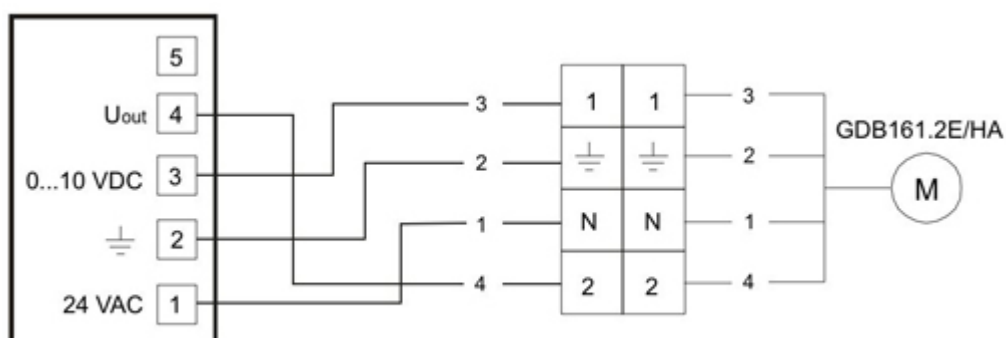 5
Uout 4
0...10 VDC 3
2
24 VAC 1
3 1 1 3
2 2
1 N N 1
4 2 2 4
GDB161.2E/HA
M